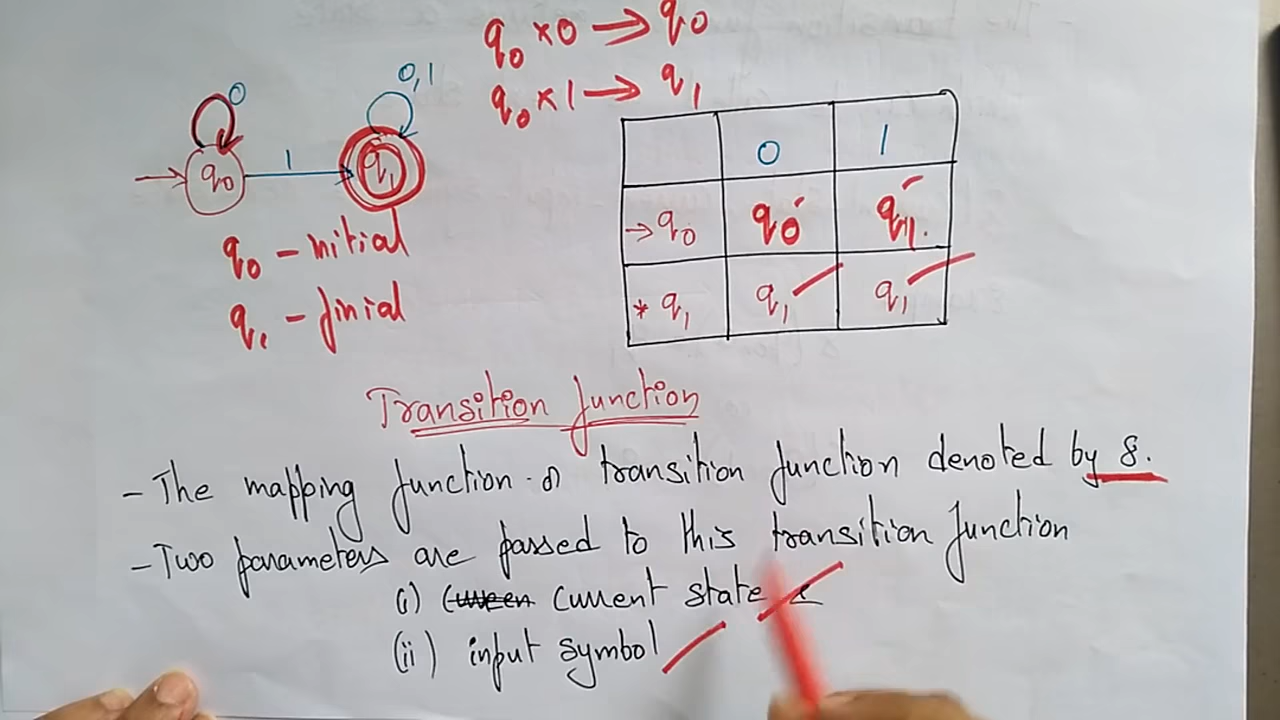 q0 × 0 → q0
q0 × 1 → q1
0
0,1
1
→ q0
q1
q0 - nitial
q1 - finial
0 1
→ q0 q0 q1.
* q1 q1 q1
Transition function
- The mapping function or transition function denoted by δ.
- Two parameters are passed to this transition function
(i) current state &
(ii) input symbol